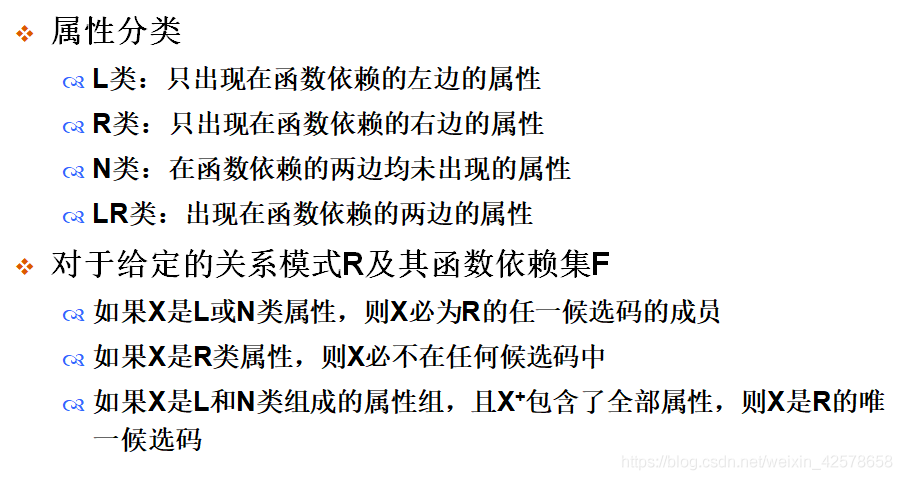 属性分类
L类：只出现在函数依赖的左边的属性
R类：只出现在函数依赖的右边的属性
N类：在函数依赖的两边均未出现的属性
LR类：出现在函数依赖的两边的属性
对于给定的关系模式R及其函数依赖集F
如果X是L或N类属性，则X必为R的任一候选码的成员
如果X是R类属性，则X必不在任何候选码中
如果X是L和N类组成的属性组，且X⁺包含了全部属性，则X是R的唯
一候选码
https://blog.csdn.net/weixin_42578658